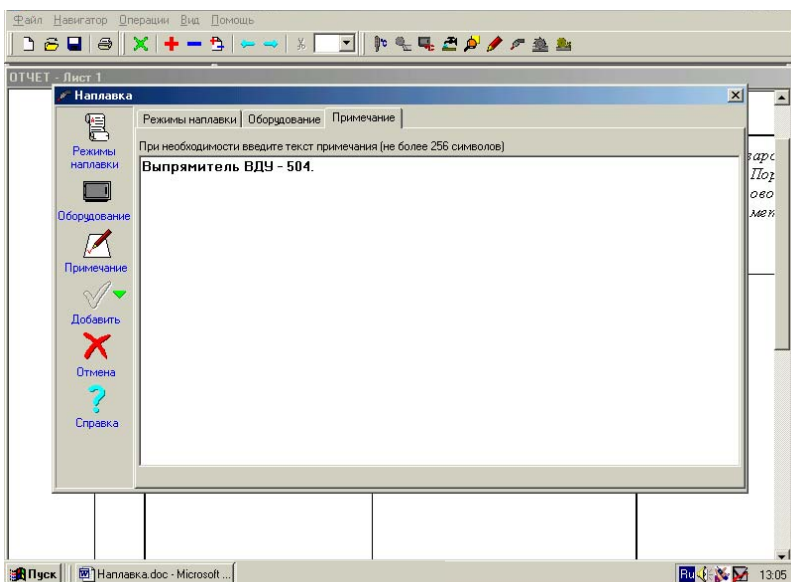 Файл Навигатор Операции Вид Помощь
ОТЧЕТ - Лист 1
Наплавка
Режимы наплавки Оборудование Примечание
При необходимости введите текст примечания (не более 256 символов)
Выпрямитель ВДУ - 504.
Режимы
наплавки
Оборудование
Примечание
Добавить
Отмена
Справка
Пуск Наплавка.doc - Microsoft ... Ru 13:05